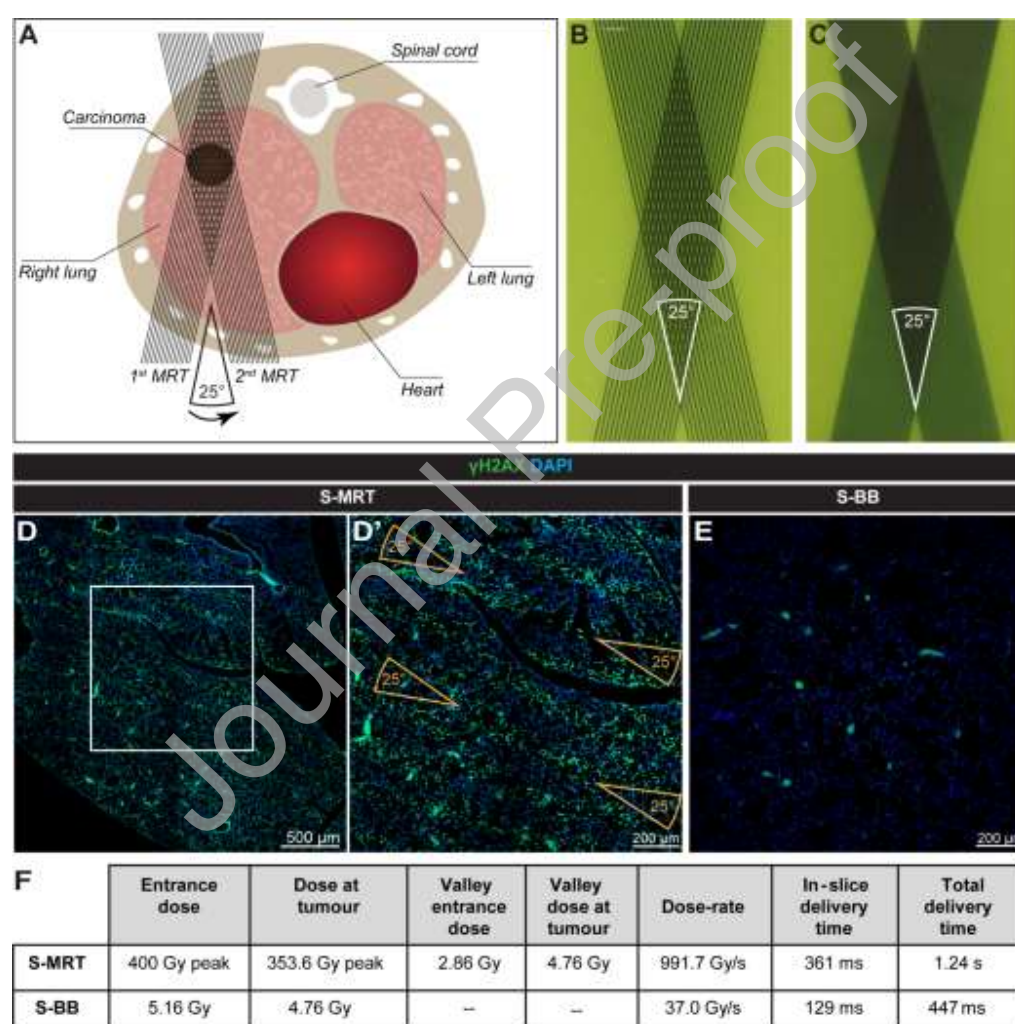 A
Spinal cord
Carcinoma
Right lung
Left lung
Heart
1st MRT
2nd MRT
25°
B
25°
C
25°
Journal Pre-proof
γH2AX DAPI
S-MRT
S-BB
D
500 µm
D'
25°
25°
25°
25°
200 µm
E
200 µm
F
Entrance dose
Dose at tumour
Valley entrance dose
Valley dose at tumour
Dose-rate
In-slice delivery time
Total delivery time
S-MRT 400 Gy peak 353.6 Gy peak 2.86 Gy 4.76 Gy 991.7 Gy/s 361 ms 1.24 s
S-BB 5.16 Gy 4.76 Gy -- -- 37.0 Gy/s 129 ms 447 ms